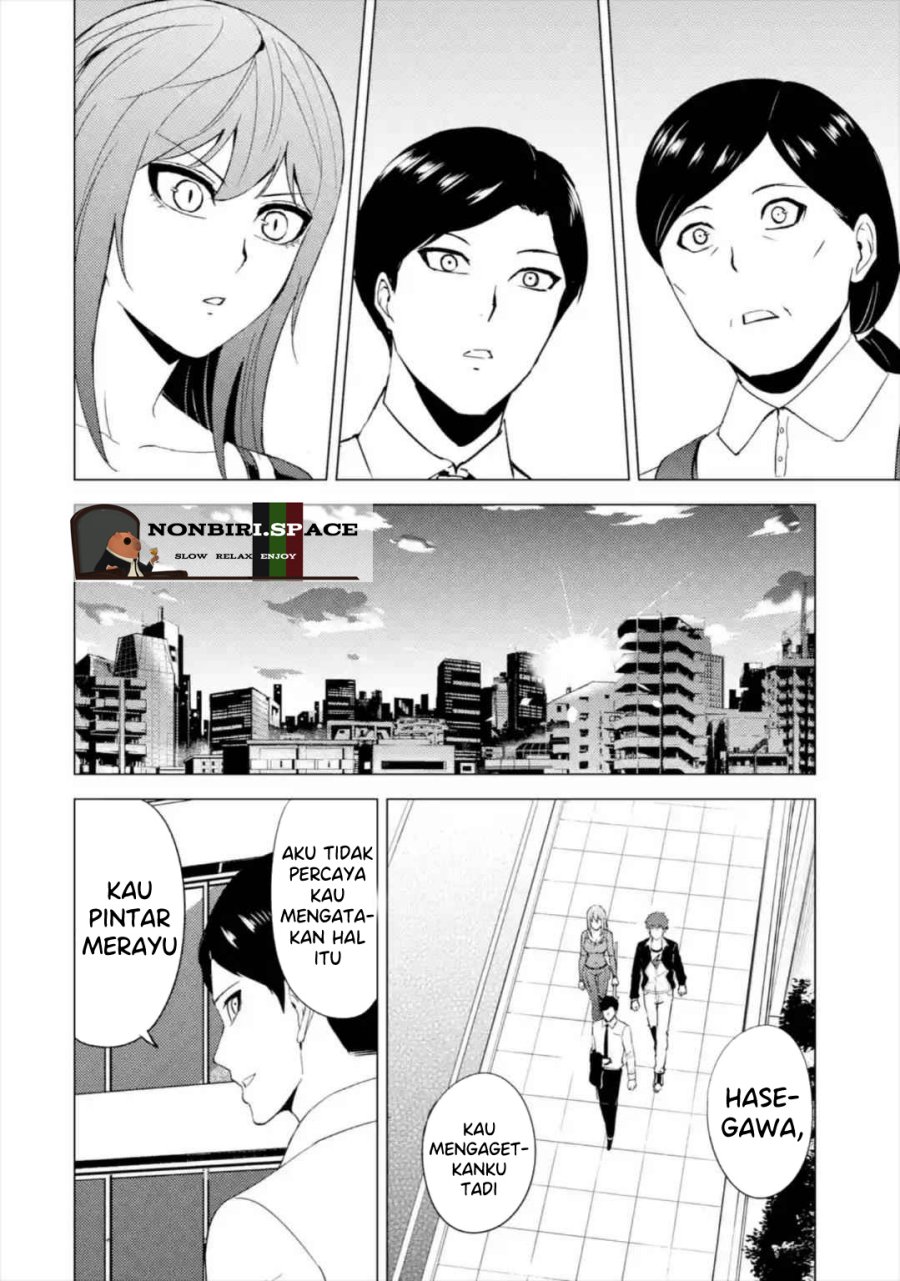 NONBIRI.SPACE
SLOW RELAX ENJOY
HASE-
GAWA,
KAU
MENGAGET-
KANKU
TADI
AKU TIDAK
PERCAYA
KAU
MENGATA-
KAN HAL
ITU
KAU
PINTAR
MERAYU